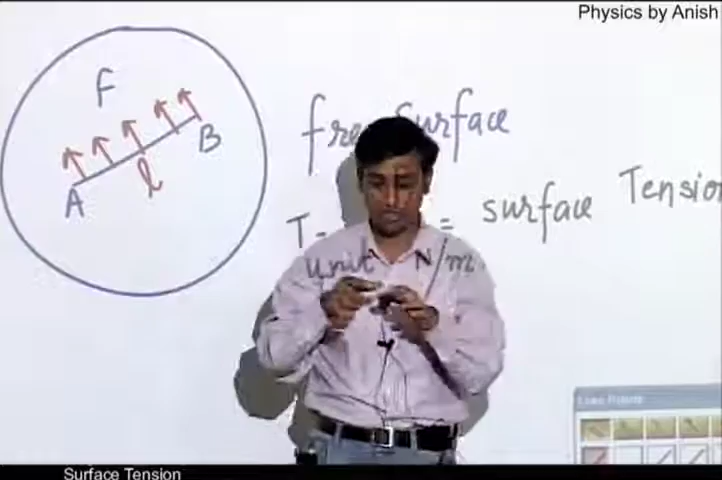 Physics by Anish
F
A
l
B
free Surface
T = = surface Tension
unit N/m
Surface Tension